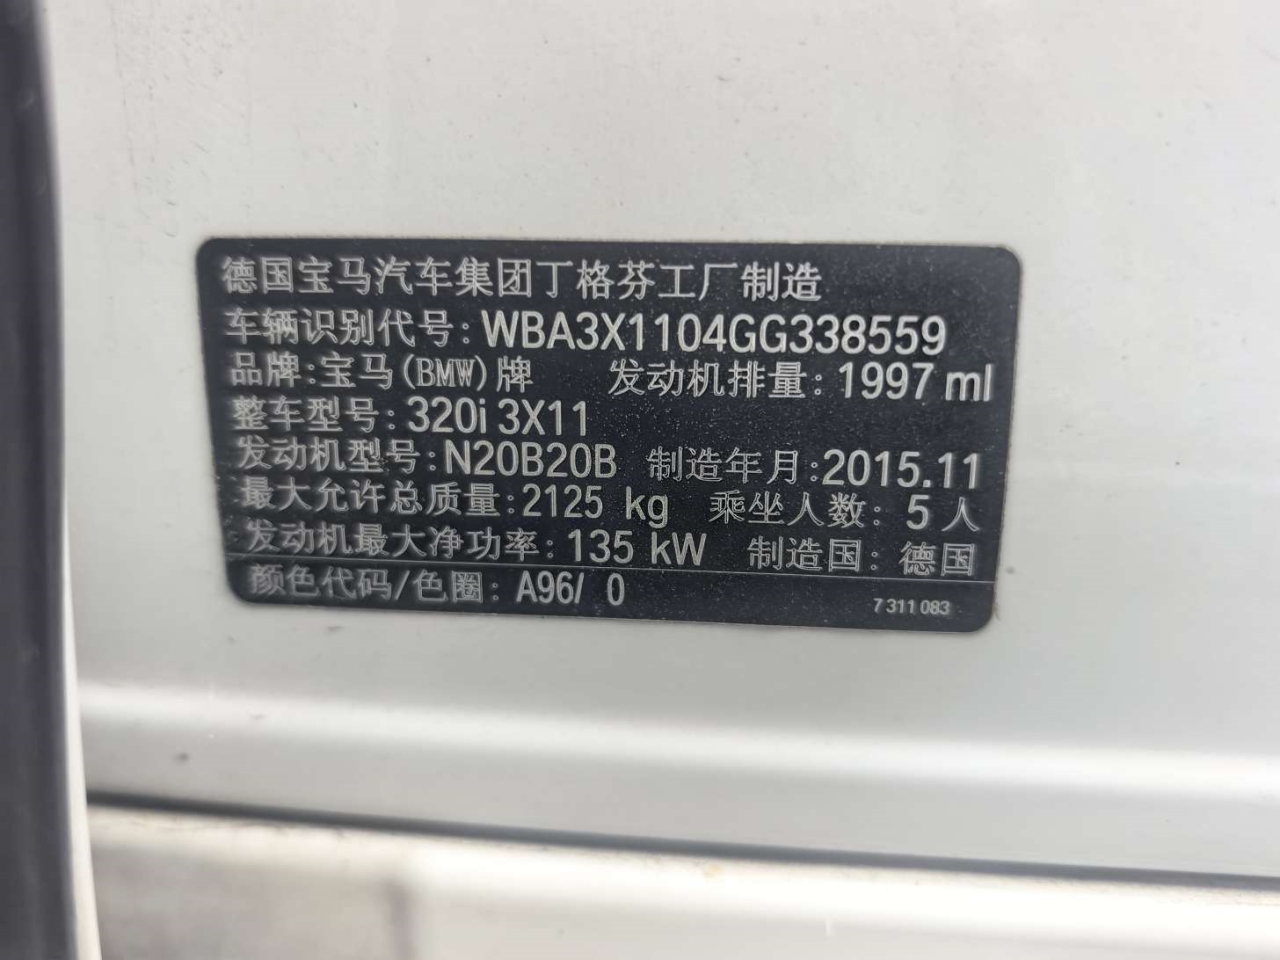 德国宝马汽车集团丁格芬工厂制造
车辆识别代号: WBA3X1104GG338559
品牌:宝马(BMW)牌 发动机排量: 1997 ml
整车型号: 320i 3X11
发动机型号: N20B20B 制造年月:2015.11
最大允许总质量: 2125 kg 乘坐人数: 5 人
发动机最大净功率: 135 kW 制造国: 德国
颜色代码/色圈: A96/ 0 7 311 083